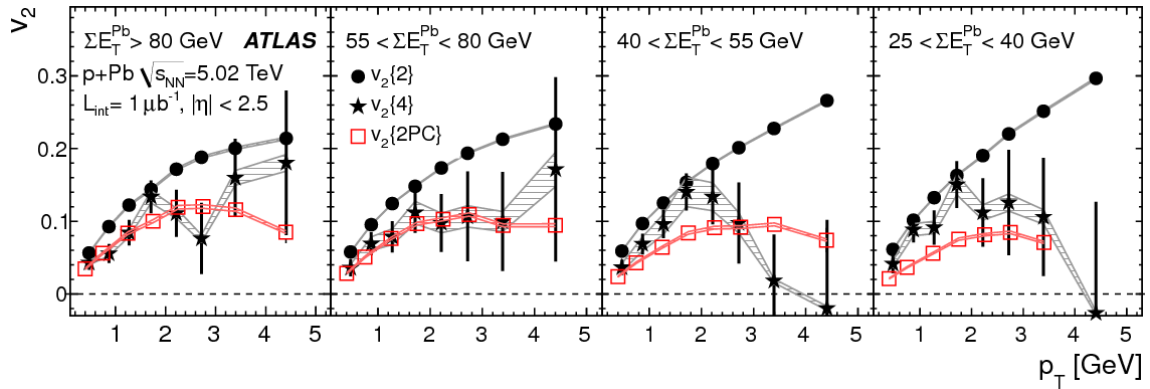 v₂
ΣE_T^Pb > 80 GeV ATLAS
p+Pb √s_NN=5.02 TeV
L_int= 1 μb⁻¹, |η| < 2.5
55 < ΣE_T^Pb < 80 GeV
v₂{2}
v₂{4}
v₂{2PC}
40 < ΣE_T^Pb < 55 GeV
25 < ΣE_T^Pb < 40 GeV
0.3
0.2
0.1
0
1 2 3 4 5
1 2 3 4 5
1 2 3 4 5
1 2 3 4 5
p_T [GeV]